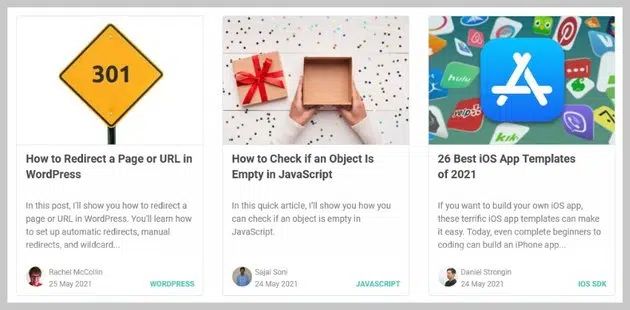 301
How to Redirect a Page or URL in
WordPress
In this post, I'll show you how to redirect a
page or URL in WordPress. You'll learn how
to set up automatic redirects, manual
redirects, and wildcard...
Rachel McCollin
25 May 2021
WORDPRESS
How to Check if an Object Is
Empty in JavaScript
In this quick article, I'll show you how you
can check if an object is empty in
JavaScript.
Sajal Soni
24 May 2021
JAVASCRIPT
hulu
yelp
kik
26 Best iOS App Templates
of 2021
If you want to build your own iOS app,
these terrific iOS app templates can make
it easy. Today, even complete beginners to
coding can build an iPhone app...
Daniel Strongin
24 May 2021
IOS SDK